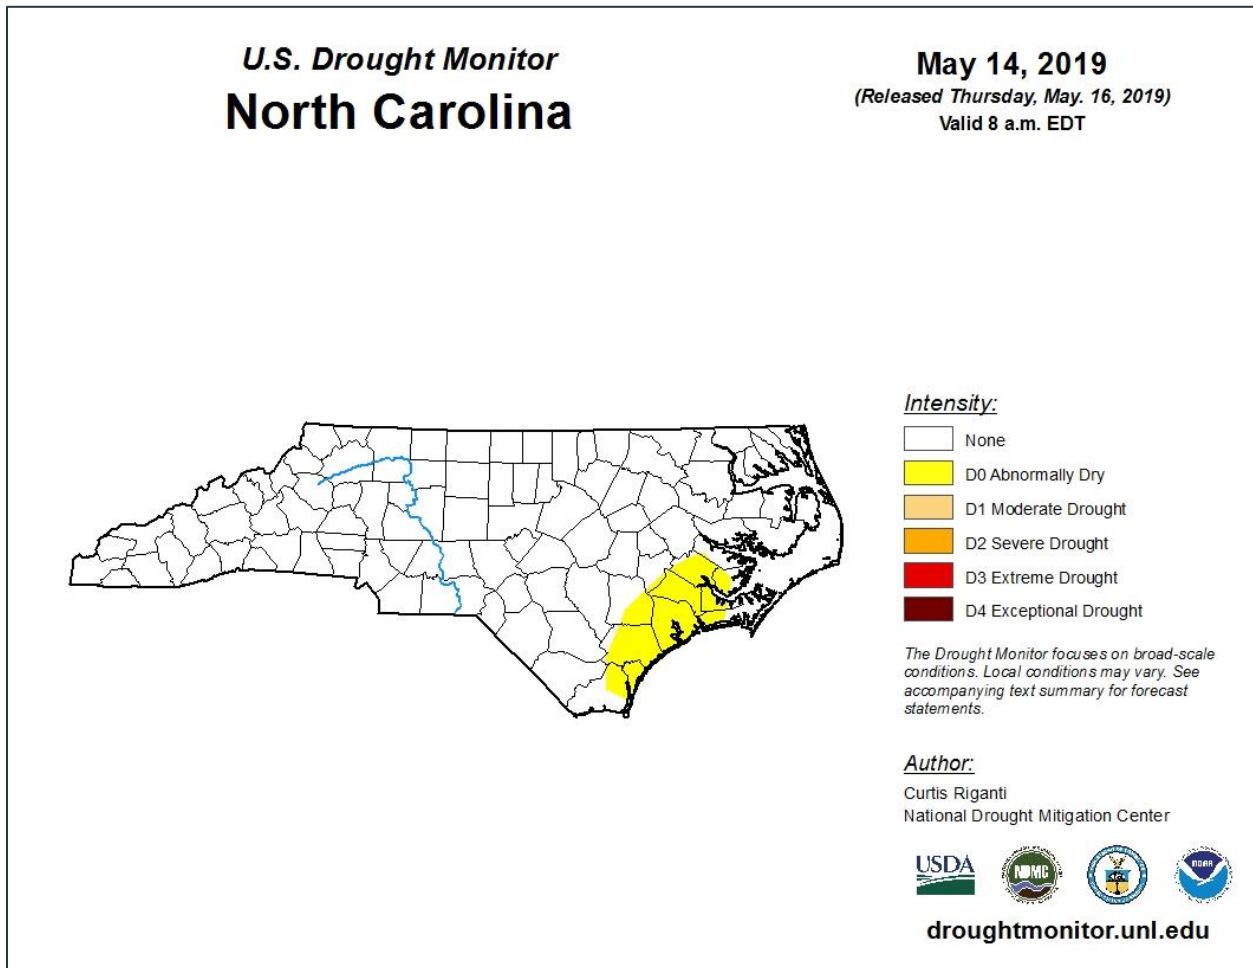 U.S. Drought Monitor
North Carolina
May 14, 2019
(Released Thursday, May. 16, 2019)
Valid 8 a.m. EDT
Intensity:
None
D0 Abnormally Dry
D1 Moderate Drought
D2 Severe Drought
D3 Extreme Drought
D4 Exceptional Drought
The Drought Monitor focuses on broad-scale
conditions. Local conditions may vary. See
accompanying text summary for forecast
statements.
Author:
Curtis Riganti
National Drought Mitigation Center
USDA
NDMC
NOAA
droughtmonitor.unl.edu